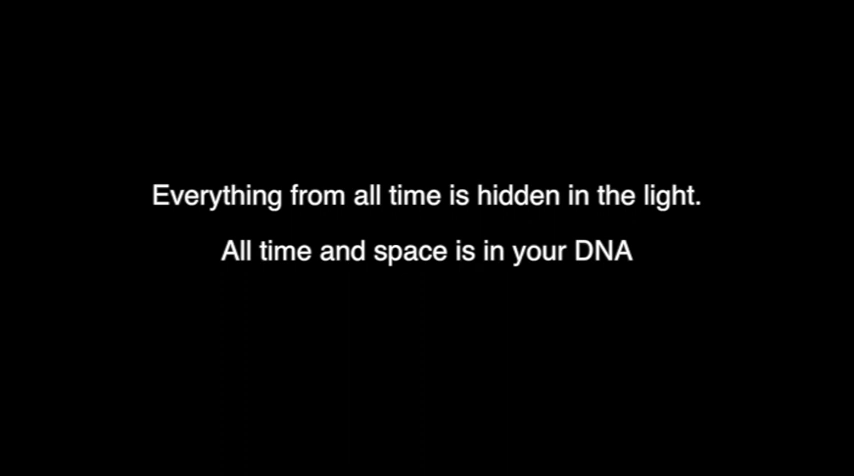 Everything from all time is hidden in the light.
All time and space is in your DNA